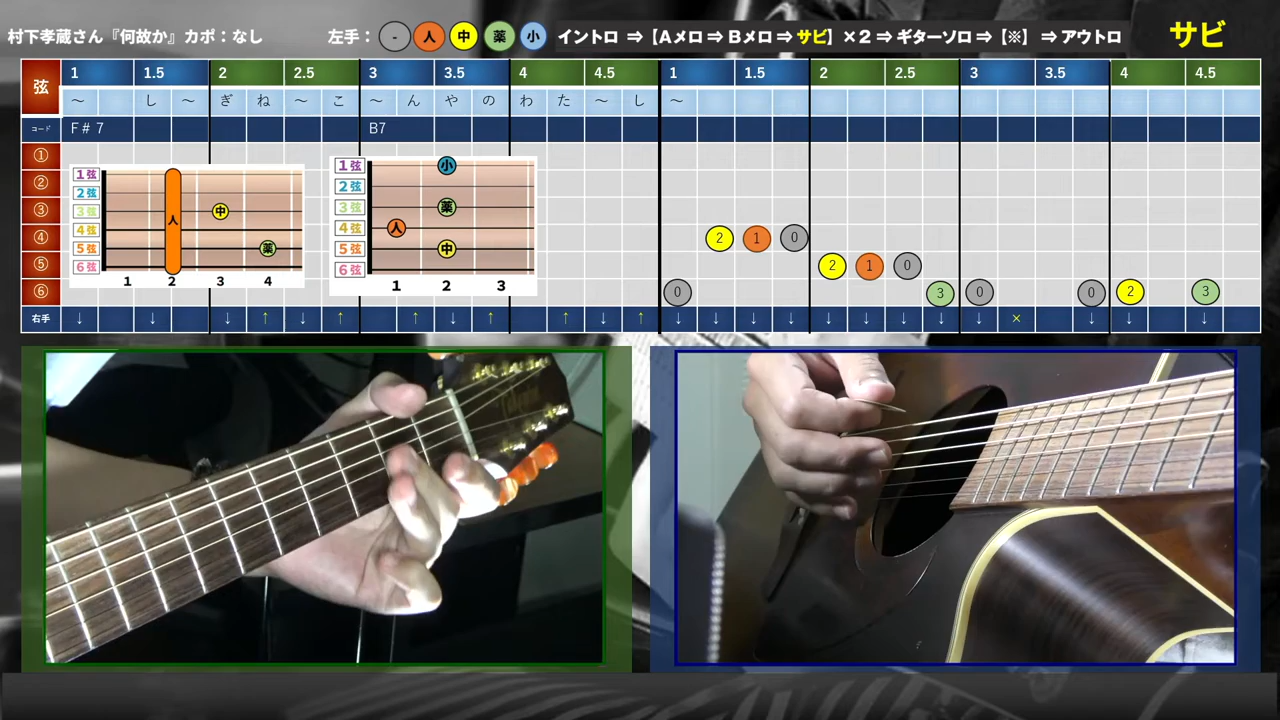 村下孝蔵さん『何故か』カポ：なし 左手： - 人 中 薬 小 イントロ ⇒【Aメロ⇒Bメロ⇒サビ】×2⇒ギターソロ⇒【※】⇒アウトロ サビ
弦 1 1.5 2 2.5 3 3.5 4 4.5 1 1.5 2 2.5 3 3.5 4 4.5
～ し ～ ぎ ね ～ こ ～ ん や の わ た ～ し ～
コード F#7 B7
①
②
③
④ 2 1 0
⑤ 2 1 0
⑥ 0 3 0 0 2 3
1弦
2弦
3弦 中
人
4弦
5弦 薬
6弦
1 2 3 4
1弦 小
2弦
3弦 薬
4弦 人
5弦 中
6弦
1 2 3
右手 ↓ ↓ ↓ ↑ ↓ ↑ ↑ ↓ ↑ ↑ ↓ ↑ ↓ ↓ ↓ ↓ ↓ ↓ ↓ ↓ ↓ × ↓ ↓ ↓